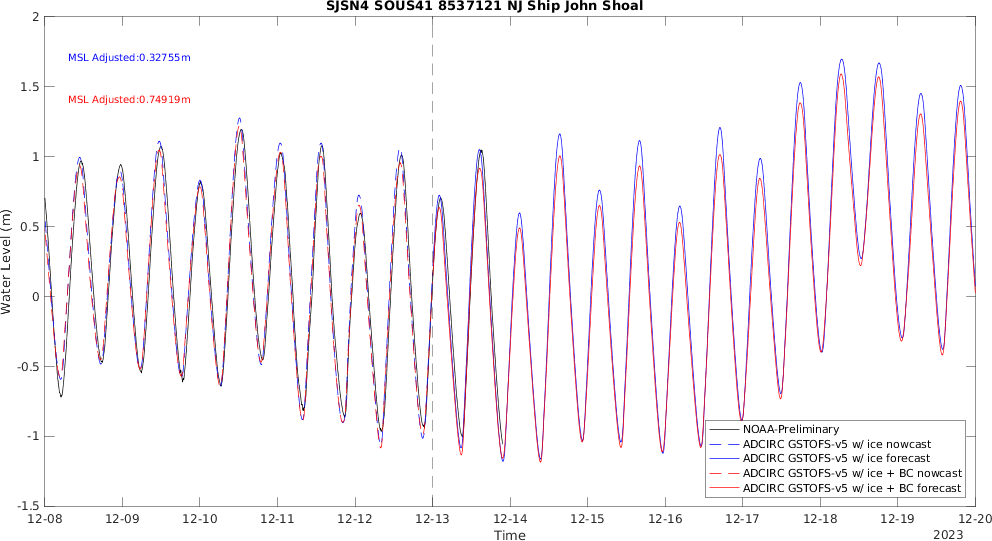 SJSN4 SOUS41 8537121 NJ Ship John Shoal
MSL Adjusted:0.32755m
MSL Adjusted:0.74919m
Water Level (m)
2
1.5
1
0.5
0
-0.5
-1
-1.5
NOAA-Preliminary
ADCIRC GSTOFS-v5 w/ ice nowcast
ADCIRC GSTOFS-v5 w/ ice forecast
ADCIRC GSTOFS-v5 w/ ice + BC nowcast
ADCIRC GSTOFS-v5 w/ ice + BC forecast
12-08 12-09 12-10 12-11 12-12 12-13 12-14 12-15 12-16 12-17 12-18 12-19 12-20
Time
2023